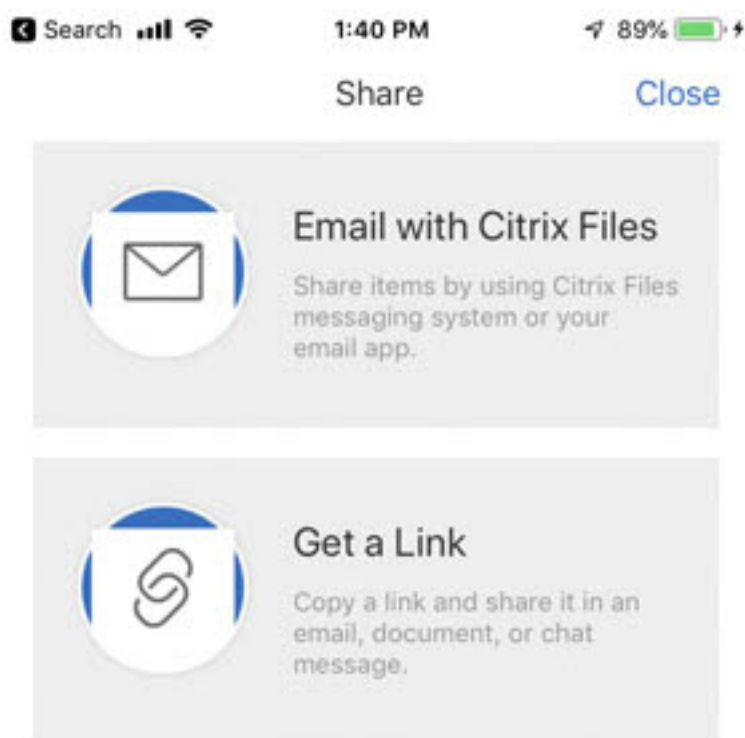 Search 1:40 PM 89%
Share Close
Email with Citrix Files
Share items by using Citrix Files
messaging system or your
email app.
Get a Link
Copy a link and share it in an
email, document, or chat
message.